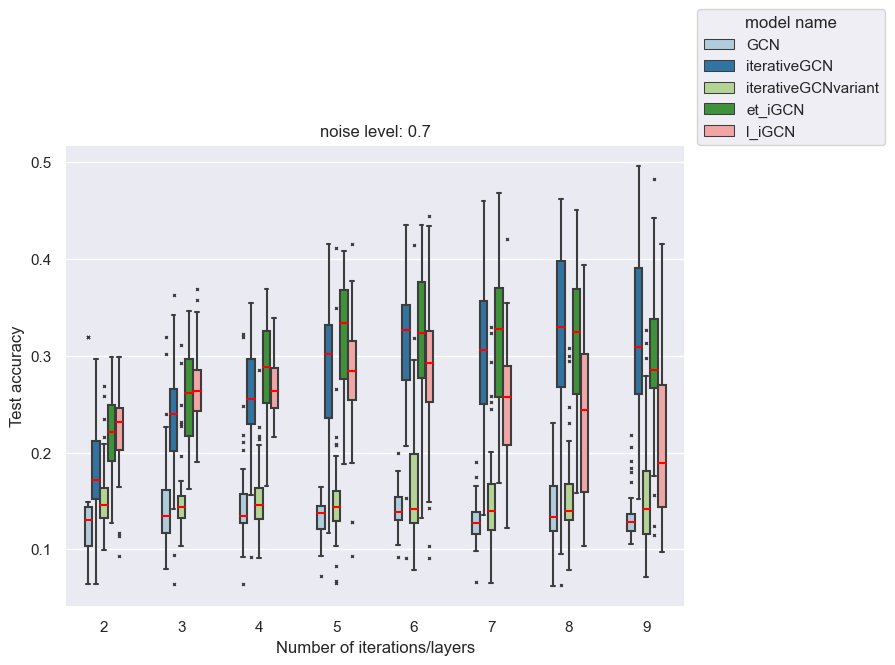 model name
GCN
iterativeGCN
iterativeGCNvariant
et_iGCN
l_iGCN
noise level: 0.7
0.5
0.4
0.3
0.2
0.1
Test accuracy
2 3 4 5 6 7 8 9
Number of iterations/layers